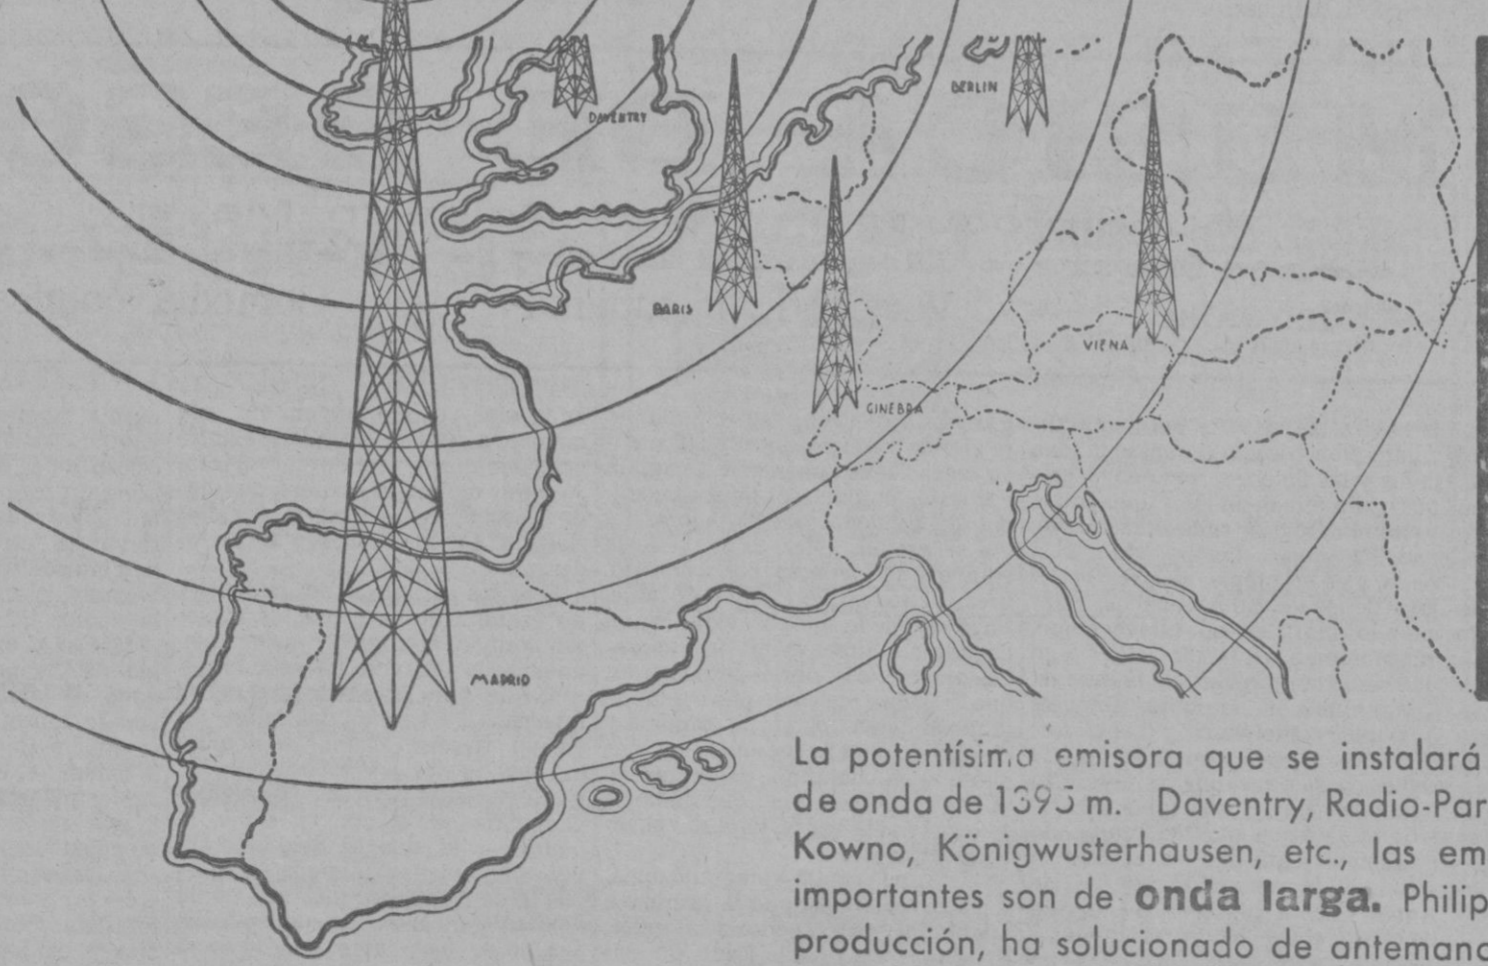 DAVENTRY
BERLIN
PARIS
VIENA
GINEBRA
MADRID
La potentísima emisora que se instalará
de onda de 1395 m. Daventry, Radio-Par
Kowno, Königwusterhausen, etc., las em
importantes son de onda larga. Philip
producción, ha solucionado de antemano